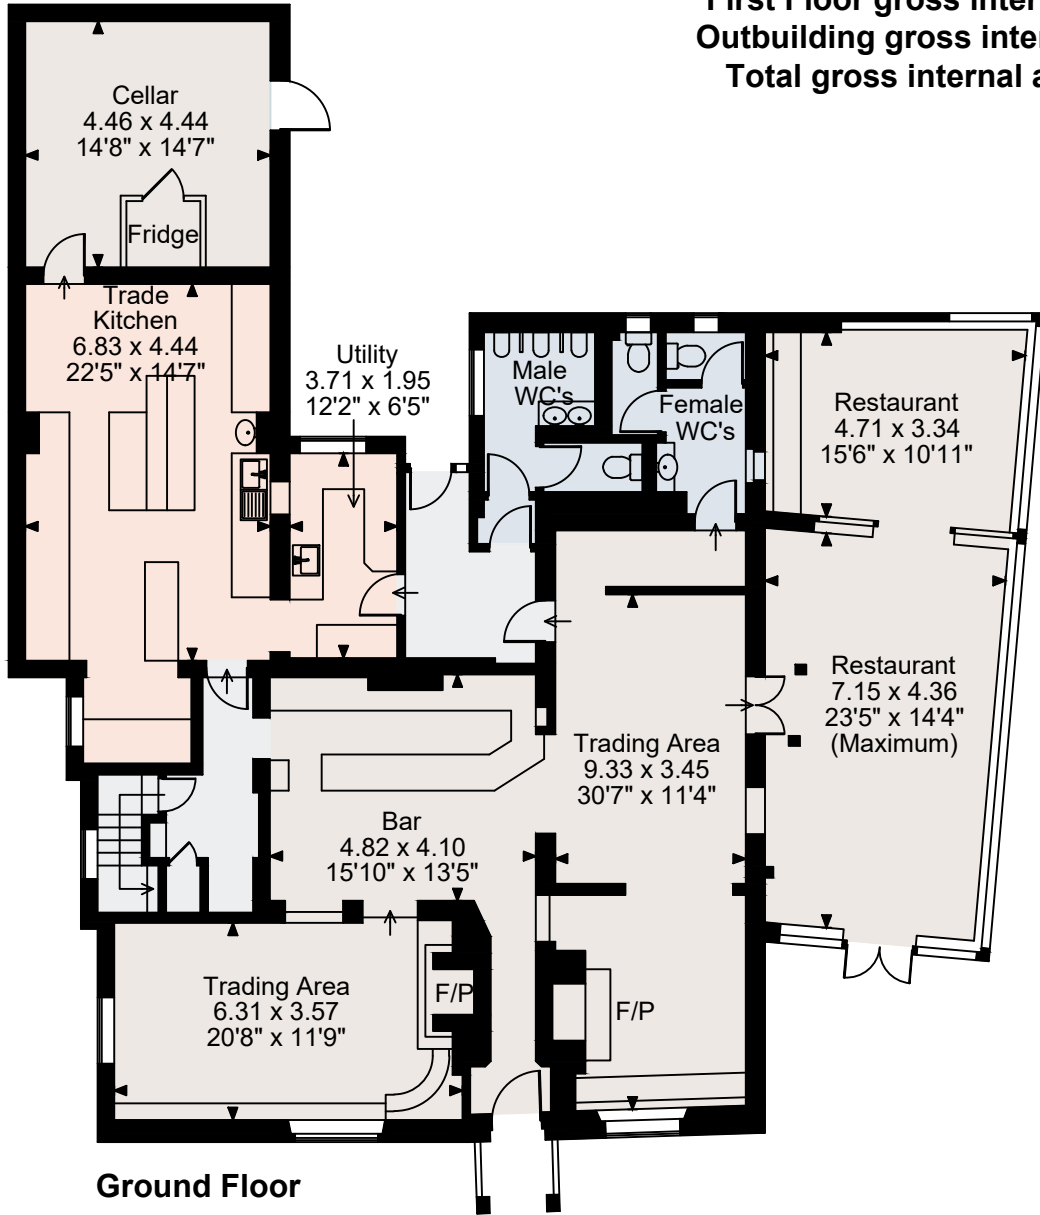 First Floor gross inter
Outbuilding gross inter
Total gross internal a
Cellar
4.46 x 4.44
14'8" x 14'7"
Fridge
Trade
Kitchen
6.83 x 4.44
22'5" x 14'7"
Utility
3.71 x 1.95
12'2" x 6'5"
Male
WC's
Female
WC's
Restaurant
4.71 x 3.34
15'6" x 10'11"
Restaurant
7.15 x 4.36
23'5" x 14'4"
(Maximum)
Trading Area
9.33 x 3.45
30'7" x 11'4"
Bar
4.82 x 4.10
15'10" x 13'5"
Trading Area
6.31 x 3.57
20'8" x 11'9"
F/P
F/P
Ground Floor